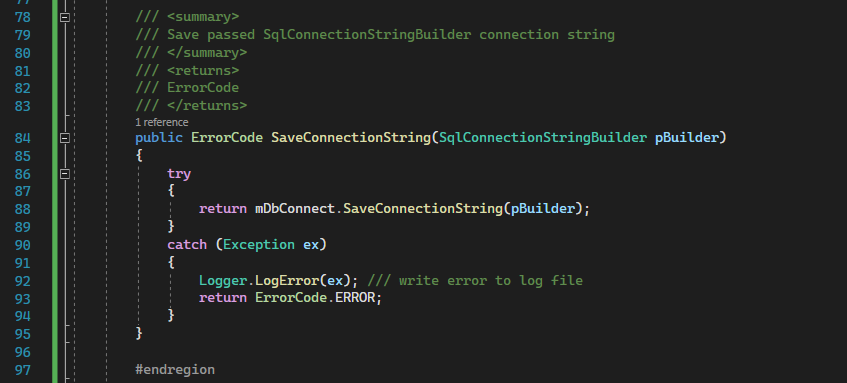 77
78 /// <summary>
79 /// Save passed SqlConnectionStringBuilder connection string
80 /// </summary>
81 /// <returns>
82 /// ErrorCode
83 /// </returns>
1 reference
84 public ErrorCode SaveConnectionString(SqlConnectionStringBuilder pBuilder)
85 {
86 try
87 {
88 return mDbConnect.SaveConnectionString(pBuilder);
89 }
90 catch (Exception ex)
91 {
92 Logger.LogError(ex); /// write error to log file
93 return ErrorCode.ERROR;
94 }
95 }
96
97 #endregion